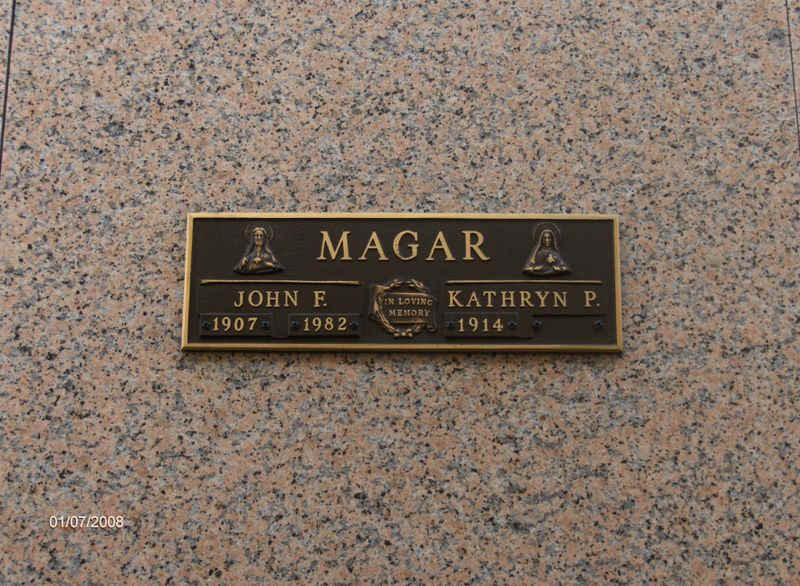 MAGAR
JOHN F.
1907 1982
IN LOVING
MEMORY
KATHRYN P.
1914
01/07/2008